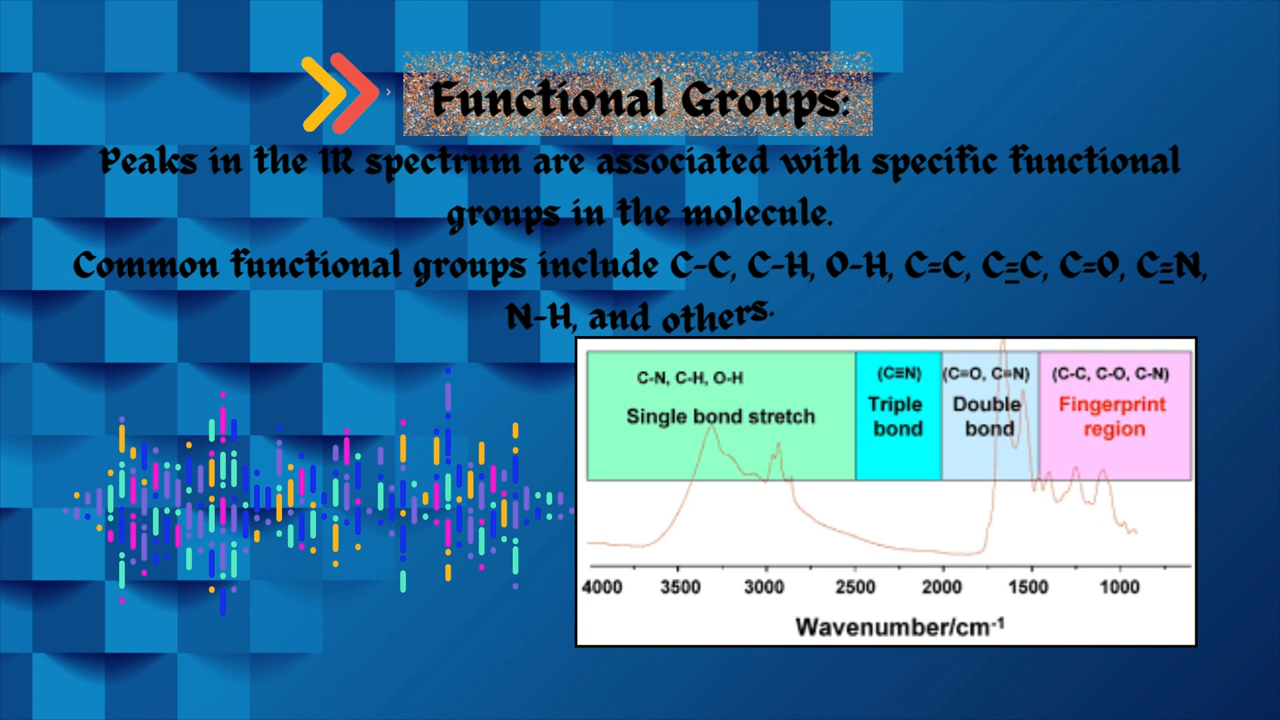 Functional Groups:
Peaks in the IR spectrum are associated with specific functional
groups in the molecule.
Common functional groups include C-C, C-H, O-H, C=C, C≡C, C=O, C≡N,
N-H, and others.
C-N, C-H, O-H
Single bond stretch
(C≡N)
Triple
bond
(C=O, C=N)
Double
bond
(C-C, C-O, C-N)
Fingerprint
region
4000 3500 3000 2500 2000 1500 1000
Wavenumber/cm⁻¹